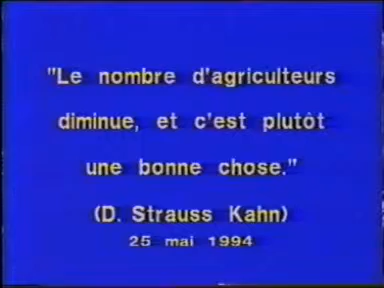 "Le nombre d'agriculteurs
diminue, et c'est plutôt
une bonne chose."
(D. Strauss Kahn)
25 mai 1994